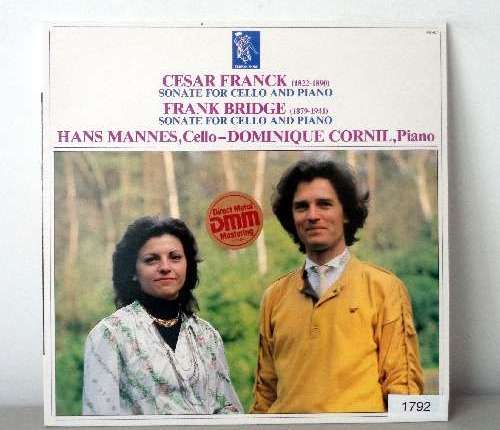 CESAR FRANCK (1822-1890)
SONATE FOR CELLO AND PIANO
FRANK BRIDGE (1879-1941)
SONATE FOR CELLO AND PIANO
HANS MANNES, Cello – DOMINIQUE CORNIL, Piano
Direct Metal
DMM
Mastering
1792